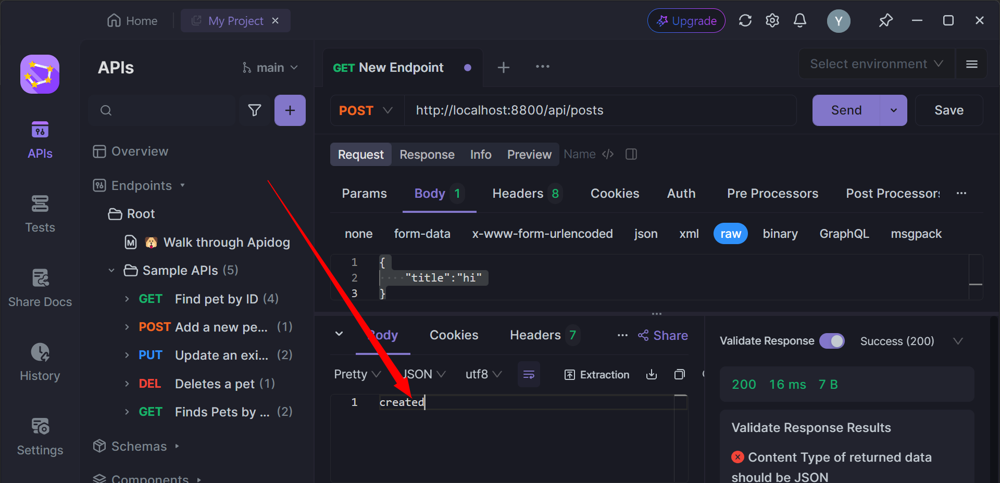 Home
My Project
Upgrade
Y
APIs
main
GET New Endpoint
Select environment
POST
http://localhost:8800/api/posts
Send
Save
APIs
Tests
Share Docs
History
Settings
Overview
Endpoints
Root
Walk through Apidog
Sample APIs (5)
GET Find pet by ID (4)
POST Add a new pe... (1)
PUT Update an exi... (2)
DEL Deletes a pet (1)
GET Finds Pets by ... (2)
Schemas
Components
Request Response Info Preview Name
Params Body 1 Headers 8 Cookies Auth Pre Processors Post Processors
none form-data x-www-form-urlencoded json xml raw binary GraphQL msgpack
1 {
2 "title":"hi"
3 }
Body Cookies Headers 7 ... Share
Pretty JSON utf8 Extraction
1 created
Validate Response Success (200)
200 16 ms 7 B
Validate Response Results
Content Type of returned data
should be JSON